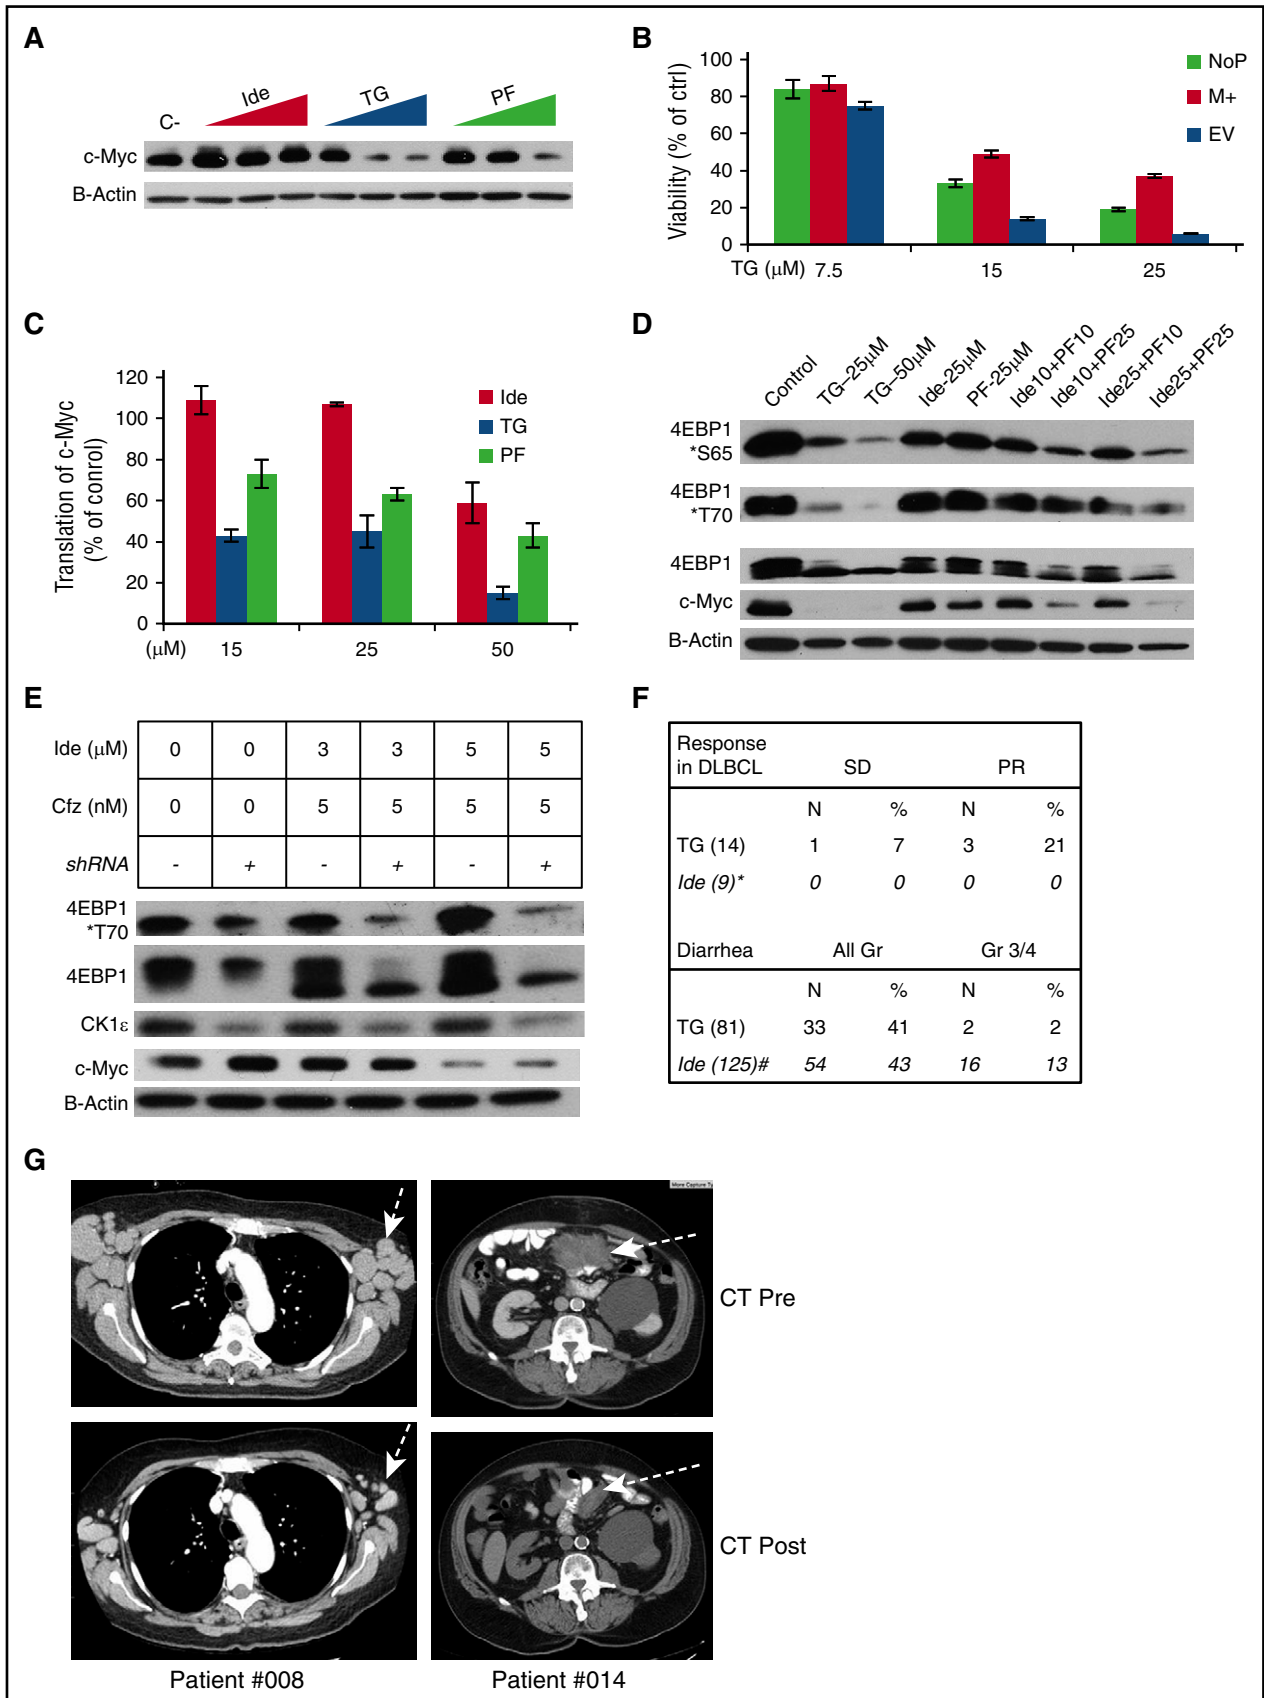 A
Ide
TG
PF
C-
c-Myc
B-Actin
B
Viability (% of ctrl)
100
80
60
40
20
0
NoP
M+
EV
TG (μM) 7.5 15 25
C
Translation of c-Myc
(% of conrol)
120
100
80
60
40
20
0
Ide
TG
PF
(μM) 15 25 50
D
Control
TG–25μM
TG–50μM
Ide-25μM
PF-25μM
Ide10+PF10
Ide10+PF25
Ide25+PF10
Ide25+PF25
4EBP1
*S65
4EBP1
*T70
4EBP1
c-Myc
B-Actin
E
Ide (μM) 0 0 3 3 5 5
Cfz (nM) 0 0 5 5 5 5
shRNA - + - + - +
4EBP1
*T70
4EBP1
CK1ε
c-Myc
B-Actin
F
Response
in DLBCL SD PR
N % N %
TG (14) 1 7 3 21
Ide (9)* 0 0 0 0
Diarrhea All Gr Gr 3/4
N % N %
TG (81) 33 41 2 2
Ide (125)# 54 43 16 13
G
CT Pre
CT Post
Patient #008 Patient #014